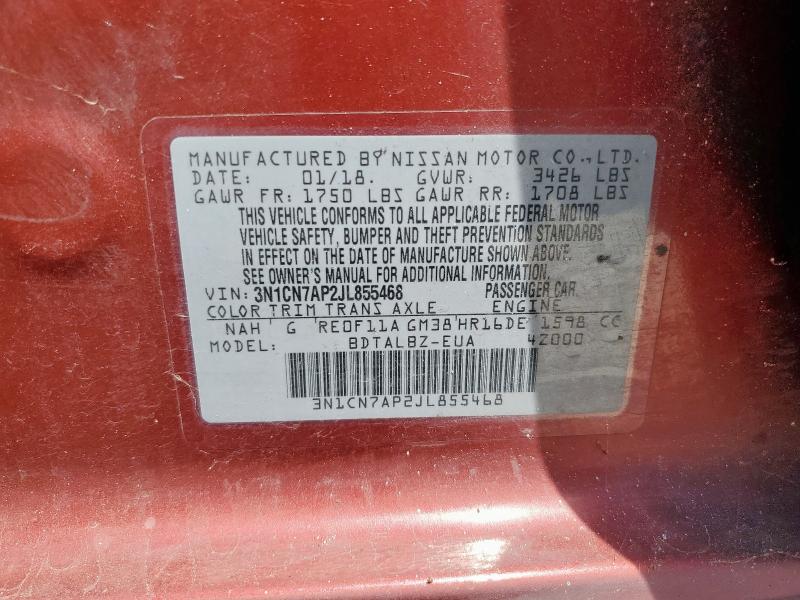 MANUFACTURED BY NISSAN MOTOR CO.,LTD.
DATE: 01/18. GVWR: 3426 LBS
GAWR FR: 1750 LBS GAWR RR: 1708 LBS
THIS VEHICLE CONFORMS TO ALL APPLICABLE FEDERAL MOTOR
VEHICLE SAFETY, BUMPER AND THEFT PREVENTION STANDARDS
IN EFFECT ON THE DATE OF MANUFACTURE SHOWN ABOVE.
SEE OWNER'S MANUAL FOR ADDITIONAL INFORMATION.
VIN: 3N1CN7AP2JL855468 PASSENGER CAR
COLOR TRIM TRANS AXLE ENGINE
NAH G RE0F11A GM38 HR16DE 1598 CC
MODEL: BDTALBZ-EUA 4Z000
3N1CN7AP2JL855468